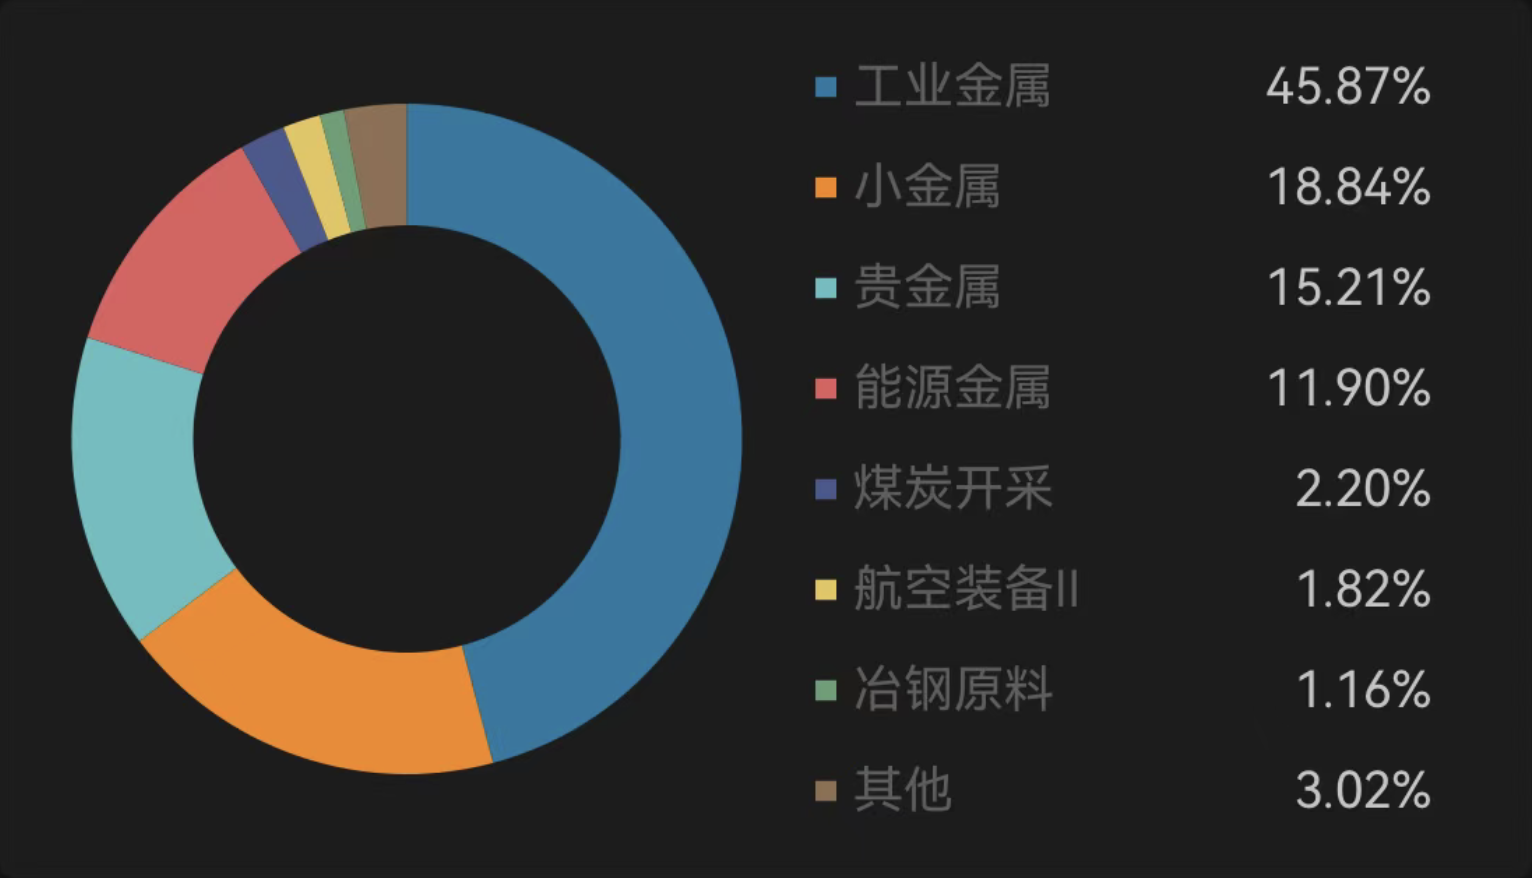 工业金属 45.87%
小金属 18.84%
贵金属 15.21%
能源金属 11.90%
煤炭开采 2.20%
航空装备II 1.82%
冶钢原料 1.16%
其他 3.02%